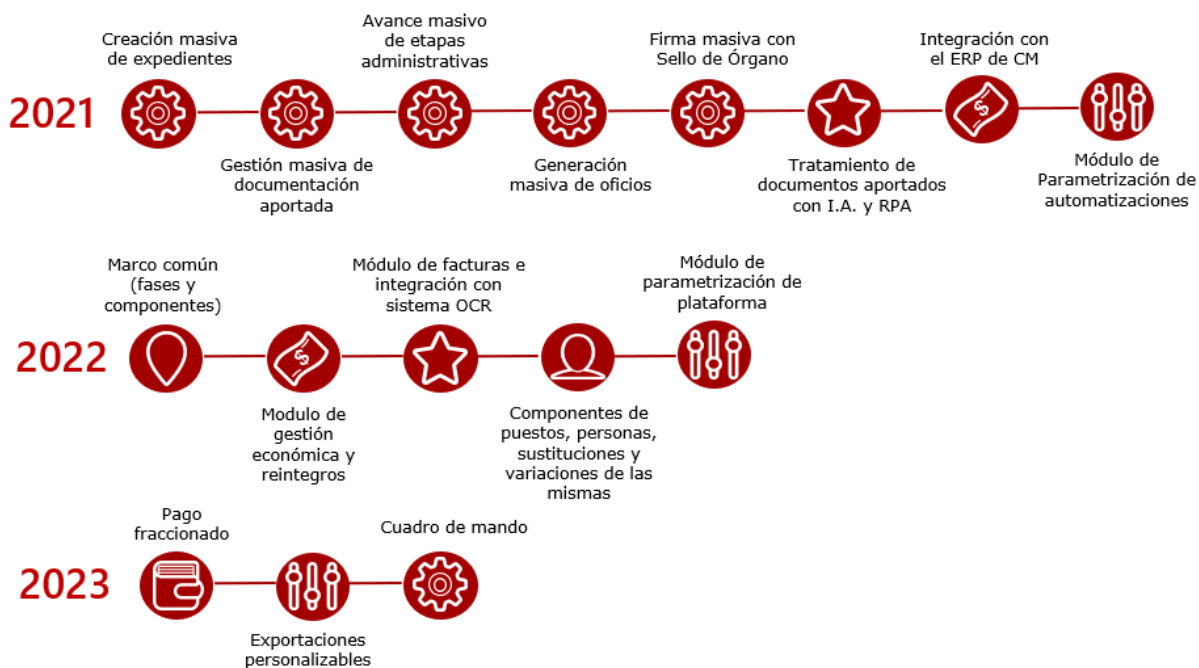 2021
Creación masiva
de expedientes
Gestión masiva de
documentación
aportada
Avance masivo
de etapas
administrativas
Generación
masiva de oficios
Firma masiva con
Sello de Órgano
Tratamiento de
documentos aportados
con I.A. y RPA
Integración con
el ERP de CM
Módulo de
Parametrización de
automatizaciones
2022
Marco común
(fases y
componentes)
Modulo de
gestión
económica y
reintegros
Módulo de facturas e
integración con
sistema OCR
Componentes de
puestos, personas,
sustituciones y
variaciones de las
mismas
Módulo de
parametrización de
plataforma
2023
Pago
fraccionado
Exportaciones
personalizables
Cuadro de mando